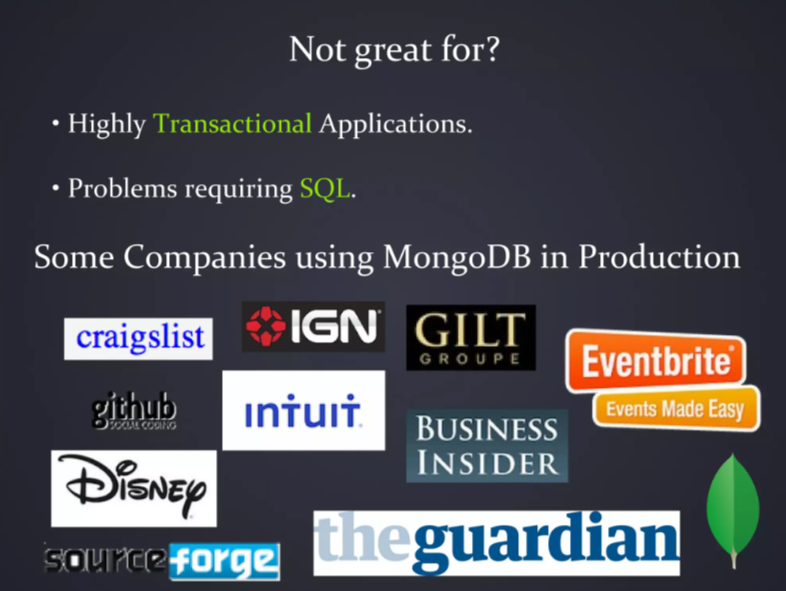 Not great for?
• Highly Transactional Applications.
• Problems requiring SQL.
Some Companies using MongoDB in Production
craigslist
IGN
GILT
GROUPE
Eventbrite
Events Made Easy
github
SOCIAL CODING
intuit
BUSINESS
INSIDER
Disney
sourceforge
theguardian